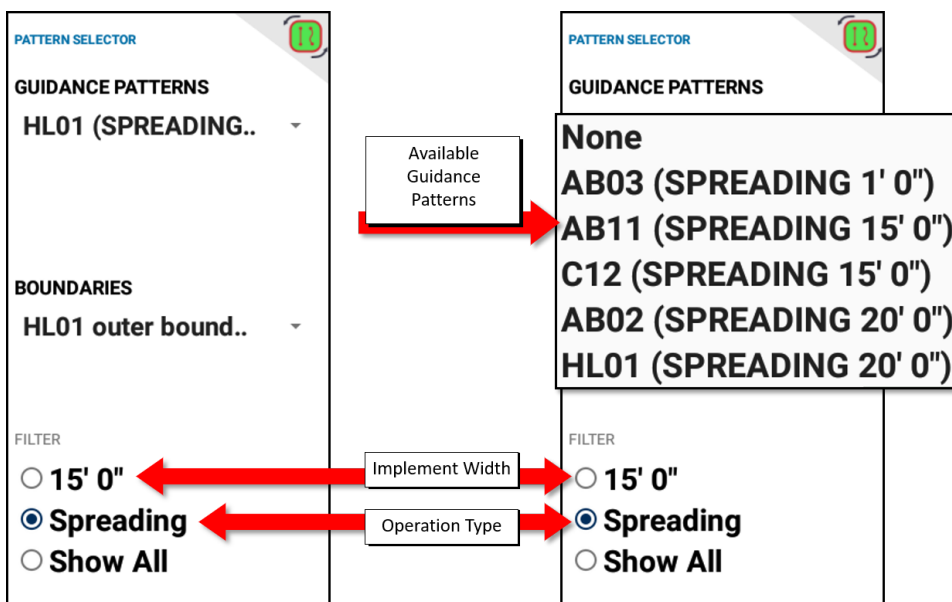 PATTERN SELECTOR
GUIDANCE PATTERNS
HL01 (SPREADING..
BOUNDARIES
HL01 outer bound..
FILTER
15' 0"
Spreading
Show All
Available
Guidance
Patterns
Implement Width
Operation Type
PATTERN SELECTOR
GUIDANCE PATTERNS
None
AB03 (SPREADING 1' 0")
AB11 (SPREADING 15' 0")
C12 (SPREADING 15' 0")
AB02 (SPREADING 20' 0")
HL01 (SPREADING 20' 0")
FILTER
15' 0"
Spreading
Show All